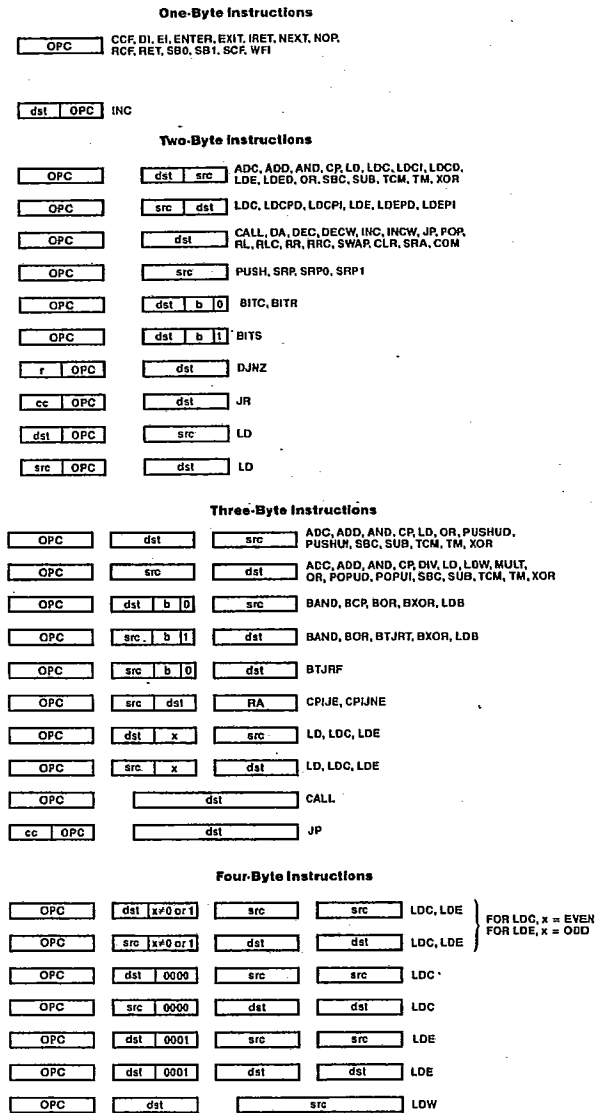 One-Byte Instructions
OPC CCF, DI, EI, ENTER, EXIT, IRET, NEXT, NOP,
RCF, RET, SB0, SB1, SCF, WFI
dst OPC INC
Two-Byte Instructions
OPC dst src ADC, ADD, AND, CP, LD, LDC, LDCI, LDCD,
LDE, LDED, OR, SBC, SUB, TCM, TM, XOR
OPC src dst LDC, LDCPD, LDCPI, LDE, LDEPD, LDEPI
OPC dst CALL, DA, DEC, DECW, INC, INCW, JP, POP,
RL, RLC, RR, RRC, SWAP, CLR, SRA, COM
OPC src PUSH, SRP, SRP0, SRP1
OPC dst b 0 BITC, BITR
OPC dst b 1 BITS
r OPC dst DJNZ
cc OPC dst JR
dst OPC src LD
src OPC dst LD
Three-Byte Instructions
OPC dst src ADC, ADD, AND, CP, LD, OR, PUSHUD,
PUSHUI, SBC, SUB, TCM, TM, XOR
OPC src dst ADC, ADD, AND, CP, DIV, LD, LDW, MULT,
OR, POPUD, POPUI, SBC, SUB, TCM, TM, XOR
OPC dst b 0 src BAND, BCP, BOR, BXOR, LDB
OPC src b 1 dst BAND, BOR, BTJRT, BXOR, LDB
OPC src b 0 dst BTJRF
OPC src dst RA CPIJE, CPIJNE
OPC dst x src LD, LDC, LDE
OPC src x dst LD, LDC, LDE
OPC dst CALL
cc OPC dst JP
Four-Byte Instructions
OPC dst x≠0 or 1 src src LDC, LDE
FOR LDC, x = EVEN
FOR LDE, x = ODD
OPC src x≠0 or 1 dst dst LDC, LDE
OPC dst 0000 src src LDC
OPC src 0000 dst dst LDC
OPC dst 0001 src src LDE
OPC dst 0001 dst dst LDE
OPC dst src LDW